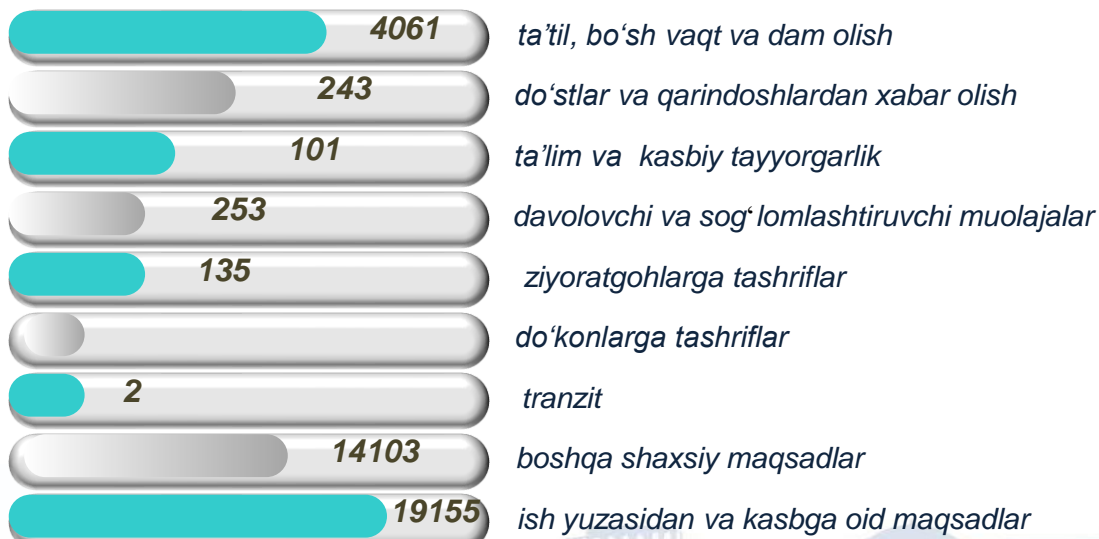 4061 ta’til, bo‘sh vaqt va dam olish
243 do‘stlar va qarindoshlardan xabar olish
101 ta’lim va kasbiy tayyorgarlik
253 davolovchi va sog‘lomlashtiruvchi muolajalar
135 ziyoratgohlarga tashriflar
do‘konlarga tashriflar
2 tranzit
14103 boshqa shaxsiy maqsadlar
19155 ish yuzasidan va kasbga oid maqsadlar